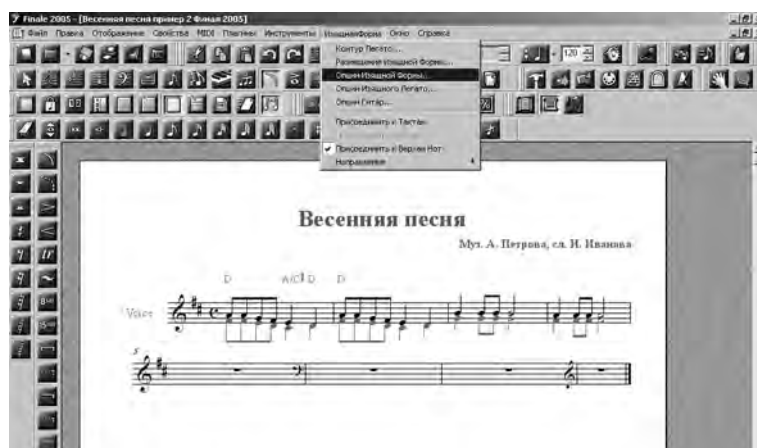 Finale 2005 - [Весенняя песня пример 2 Финал 2005]
Файл Правка Отображение Свойства MIDI Плагины Инструменты ИзящнаяФорма Окно Справка
Контур Легато...
Размещение Изящной Формы...
Опции Изящной Формы...
Опции Изящного Легато...
Опции Гитар...
Присоединить к Тактам
Присоединить к Верхам Нот
Направление
120
Весенняя песня
Муз. А. Петрова, сл. И. Иванова
D A/C# D D
Voice
5